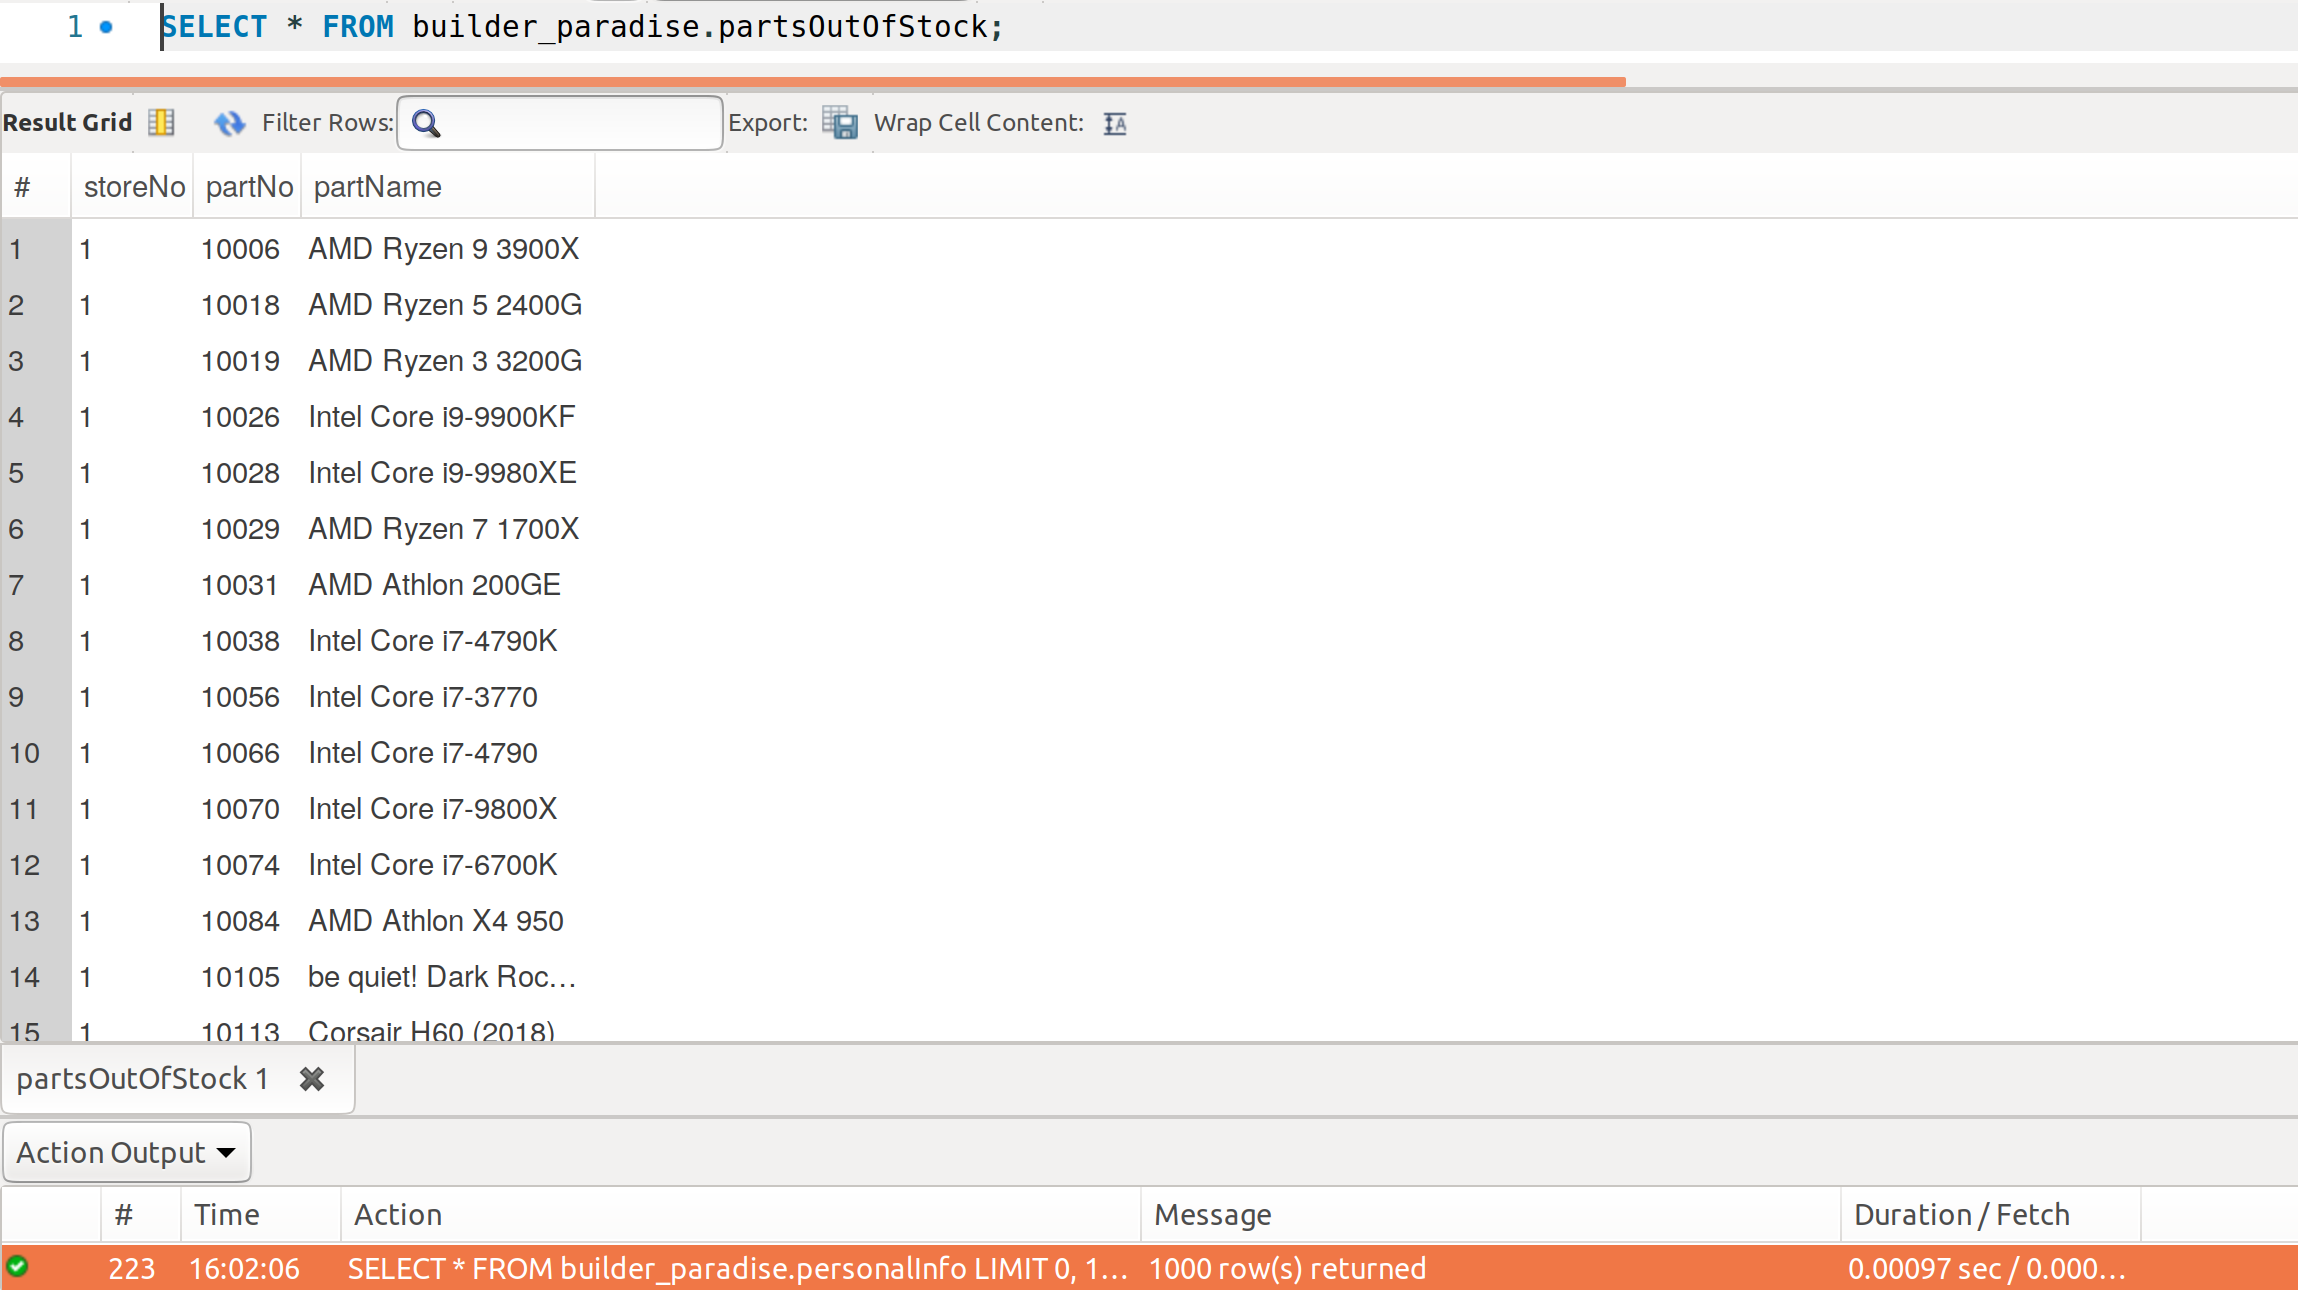 1 SELECT * FROM builder_paradise.partsOutOfStock;
Result Grid Filter Rows: Export: Wrap Cell Content:
# storeNo partNo partName
1 1 10006 AMD Ryzen 9 3900X
2 1 10018 AMD Ryzen 5 2400G
3 1 10019 AMD Ryzen 3 3200G
4 1 10026 Intel Core i9-9900KF
5 1 10028 Intel Core i9-9980XE
6 1 10029 AMD Ryzen 7 1700X
7 1 10031 AMD Athlon 200GE
8 1 10038 Intel Core i7-4790K
9 1 10056 Intel Core i7-3770
10 1 10066 Intel Core i7-4790
11 1 10070 Intel Core i7-9800X
12 1 10074 Intel Core i7-6700K
13 1 10084 AMD Athlon X4 950
14 1 10105 be quiet! Dark Roc...
15 1 10113 Corsair H60 (2018)
partsOutOfStock 1
Action Output
# Time Action Message Duration / Fetch
223 16:02:06 SELECT * FROM builder_paradise.personalInfo LIMIT 0, 1... 1000 row(s) returned 0.00097 sec / 0.000...